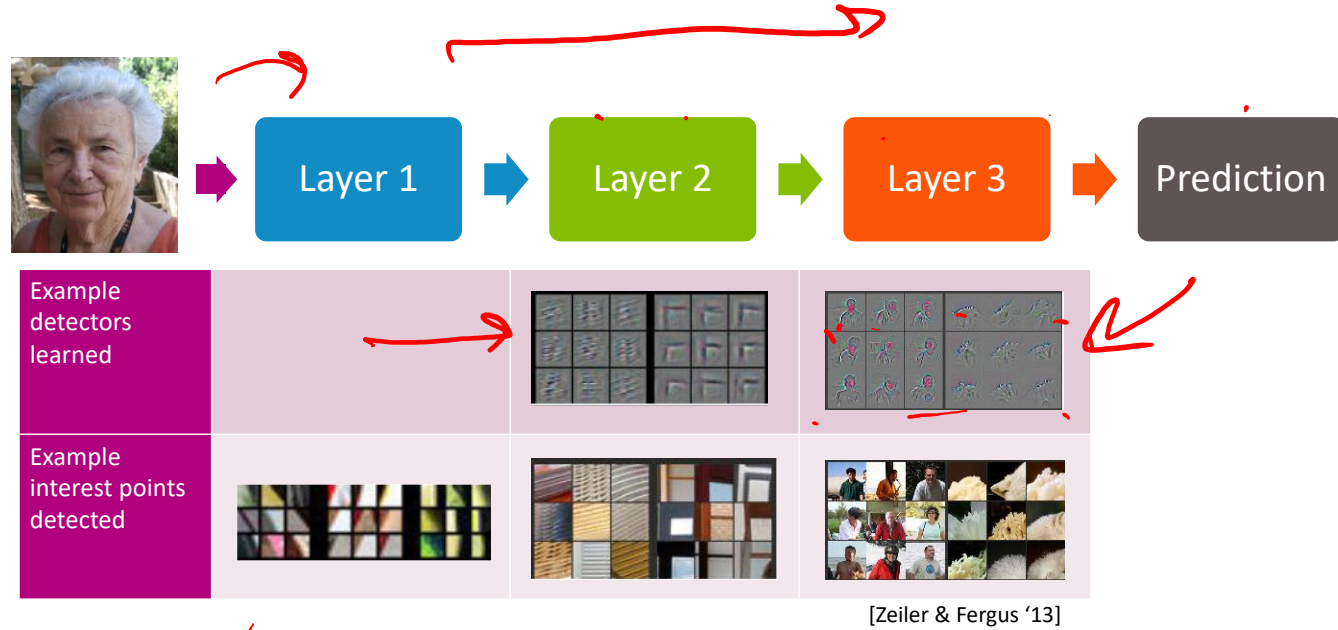 Layer 1
Layer 2
Layer 3
Prediction
Example
detectors
learned
Example
interest points
detected
[Zeiler & Fergus ‘13]